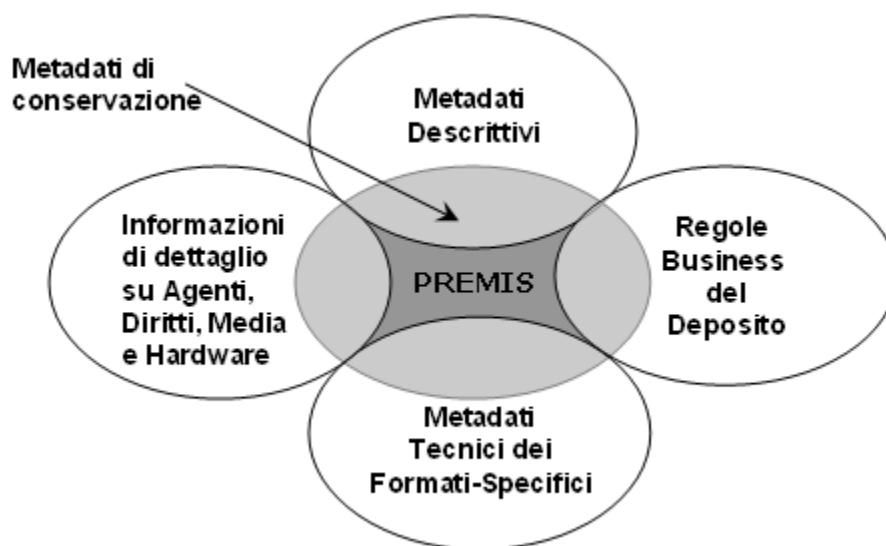 Metadati di
conservazione
Metadati
Descrittivi
Informazioni
di dettaglio
su Agenti,
Diritti, Media
e Hardware
PREMIS
Regole
Business
del
Deposito
Metadati
Tecnici dei
Formati-Specifici